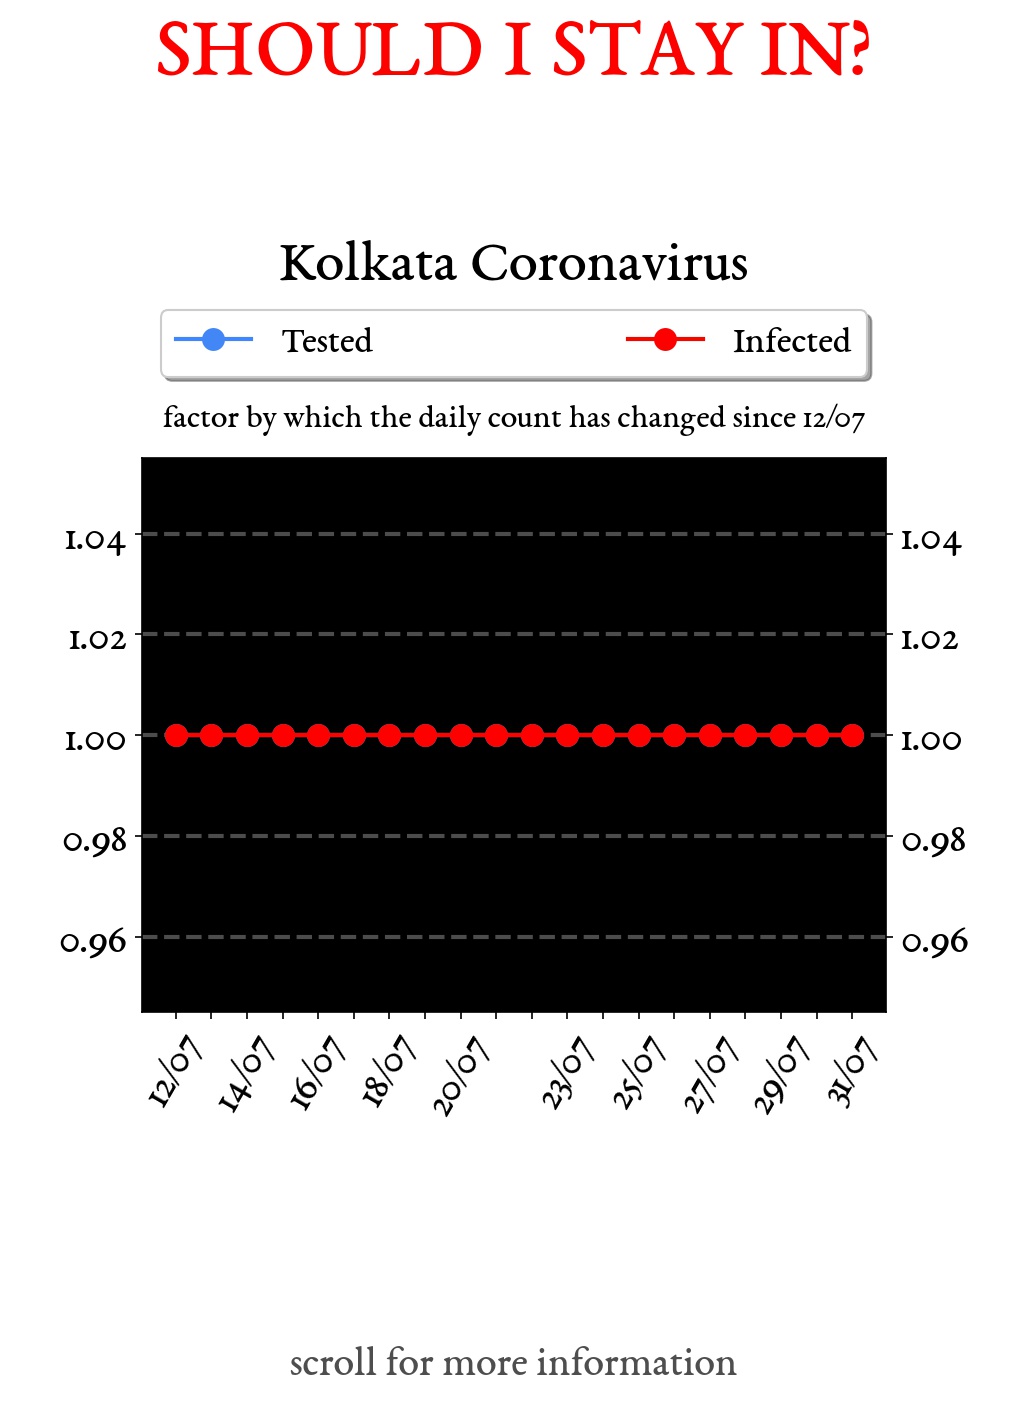 SHOULD I STAY IN?
Kolkata Coronavirus
Tested Infected
factor by which the daily count has changed since 12/07
1.04 1.04
1.02 1.02
1.00 1.00
0.98 0.98
0.96 0.96
12/07 14/07 16/07 18/07 20/07 23/07 25/07 27/07 29/07 31/07
scroll for more information